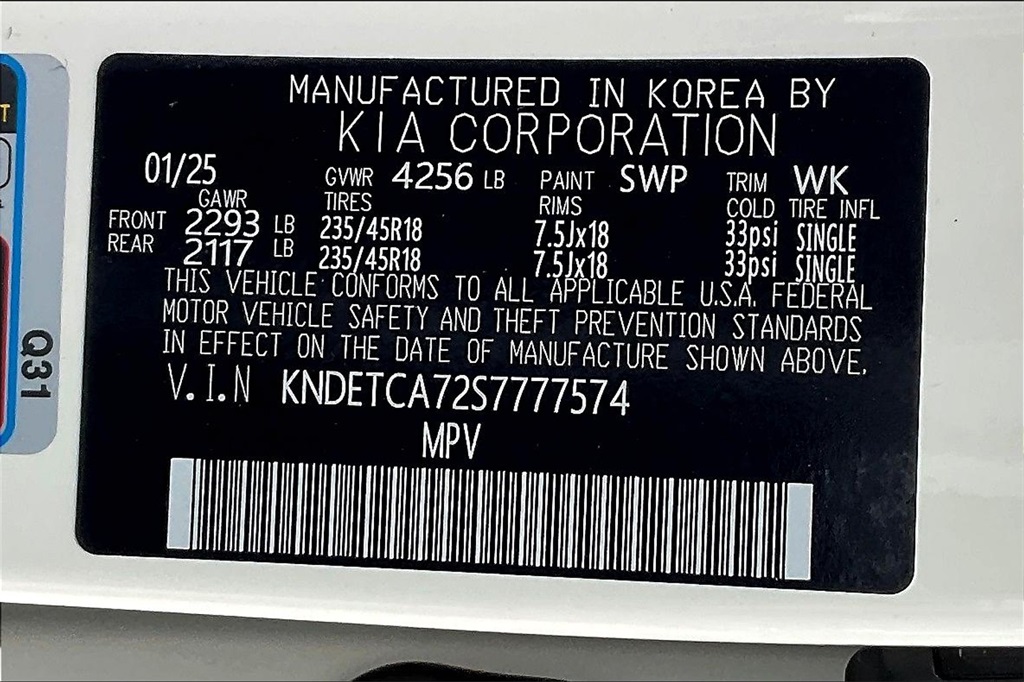 MANUFACTURED IN KOREA BY
KIA CORPORATION
01/25 GVWR 4256 LB PAINT SWP TRIM WK
GAWR TIRES RIMS COLD TIRE INFL
FRONT 2293 LB 235/45R18 7.5Jx18 33psi SINGLE
REAR 2117 LB 235/45R18 7.5Jx18 33psi SINGLE
THIS VEHICLE CONFORMS TO ALL APPLICABLE U.S.A. FEDERAL
MOTOR VEHICLE SAFETY AND THEFT PREVENTION STANDARDS
IN EFFECT ON THE DATE OF MANUFACTURE SHOWN ABOVE.
V.I.N KNDETCA72S7777574
MPV
Q31